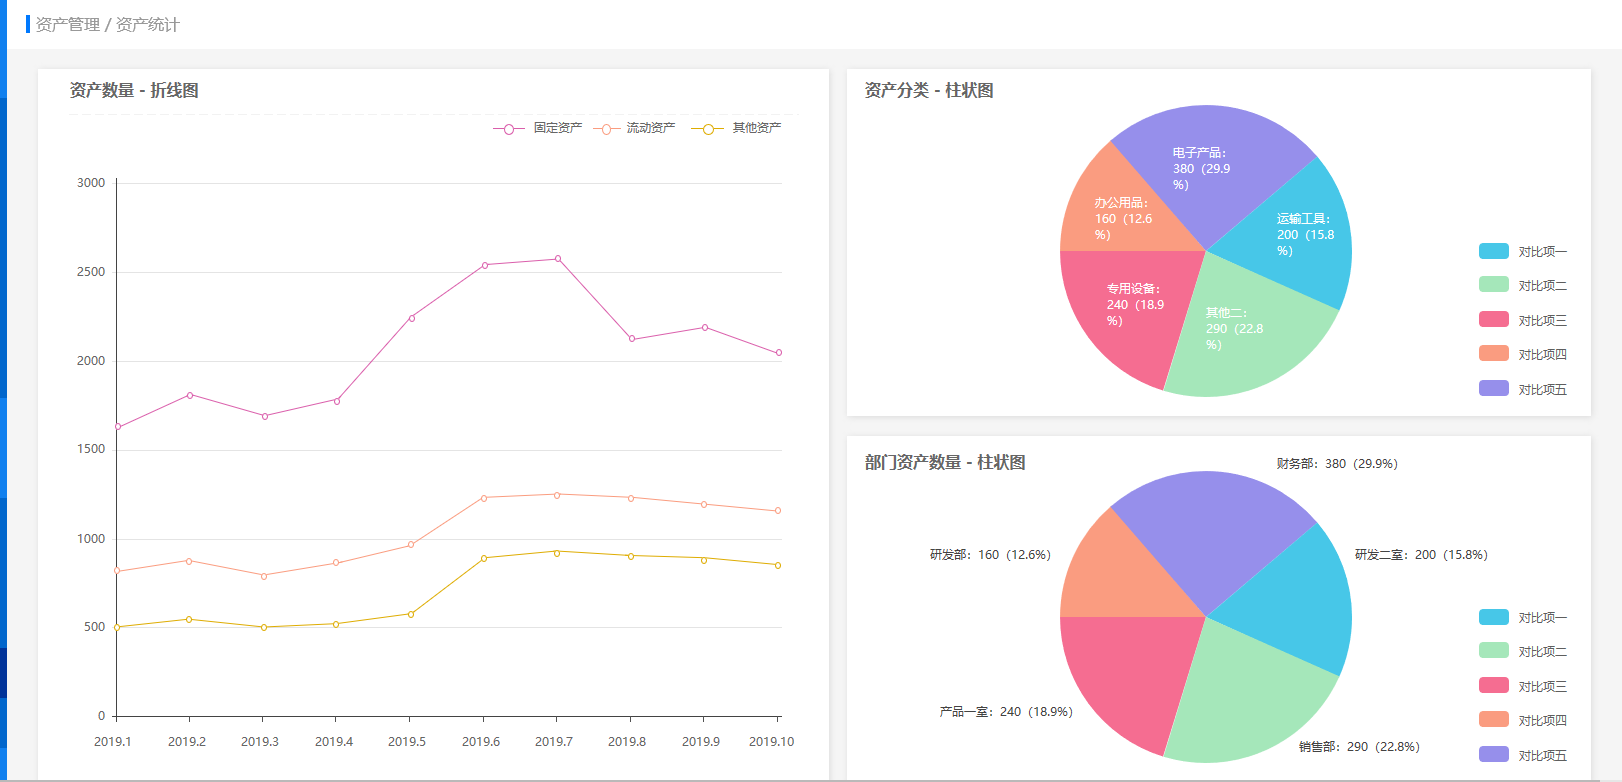 资产管理 / 资产统计
资产数量 - 折线图
固定资产 流动资产 其他资产
3000
2500
2000
1500
1000
500
0
2019.1 2019.2 2019.3 2019.4 2019.5 2019.6 2019.7 2019.8 2019.9 2019.10
资产分类 - 柱状图
电子产品：
380（29.9
%）
办公用品：
160（12.6
%）
运输工具：
200（15.8
%）
专用设备：
240（18.9
%）
其他二：
290（22.8
%）
对比项一
对比项二
对比项三
对比项四
对比项五
部门资产数量 - 柱状图
财务部：380（29.9%）
研发部：160（12.6%）
研发二室：200（15.8%）
产品一室：240（18.9%）
销售部：290（22.8%）
对比项一
对比项二
对比项三
对比项四
对比项五